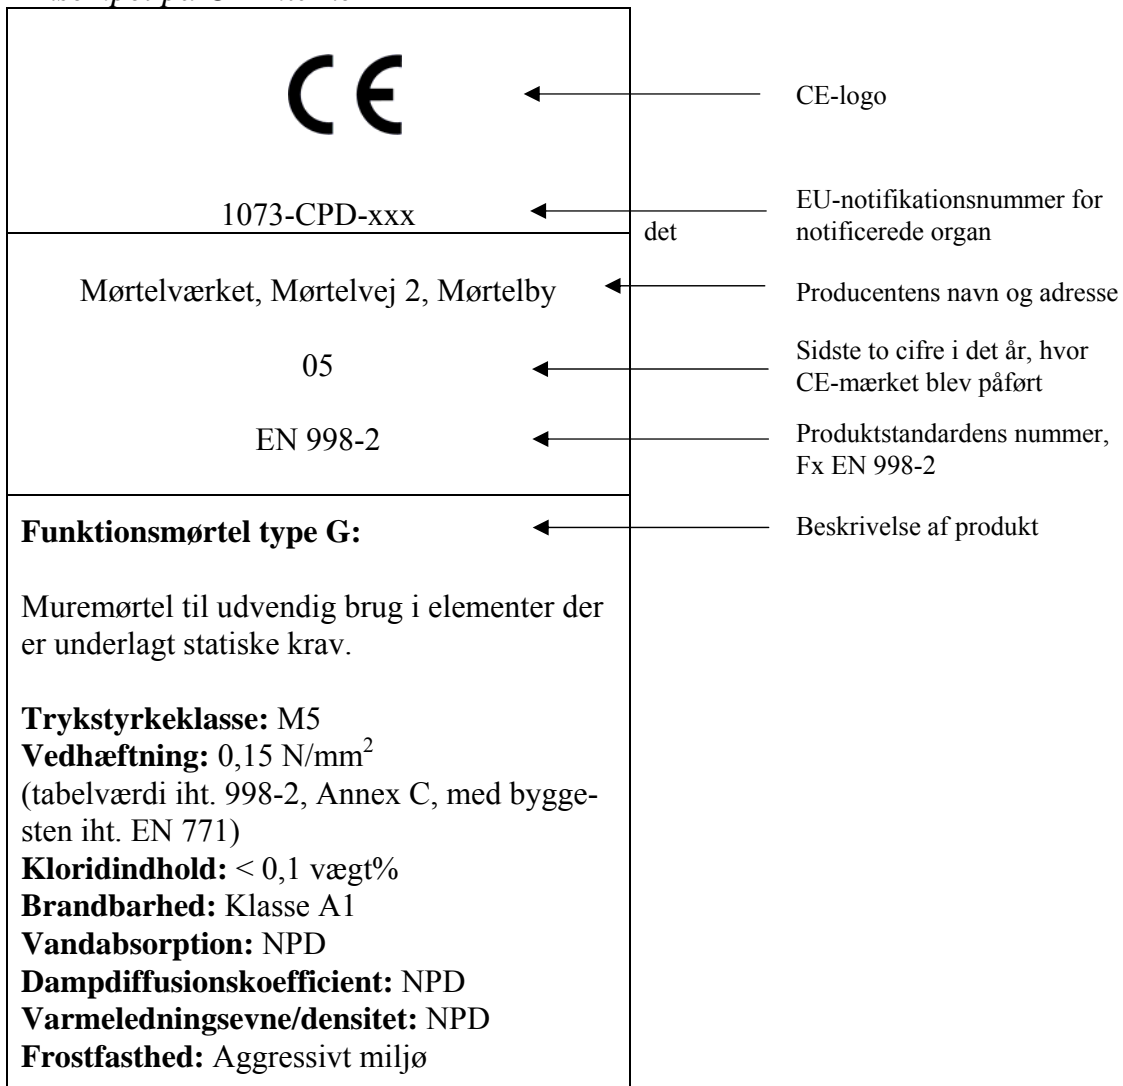 CE
CE-logo
1073-CPD-xxx
EU-notifikationsnummer for
det notificerede organ
Mørtelværket, Mørtelvej 2, Mørtelby
Producentens navn og adresse
05
Sidste to cifre i det år, hvor
CE-mærket blev påført
EN 998-2
Produktstandardens nummer,
Fx EN 998-2
Funktionsmørtel type G:
Beskrivelse af produkt
Muremørtel til udvendig brug i elementer der
er underlagt statiske krav.
Trykstyrkeklasse: M5
Vedhæftning: 0,15 N/mm²
(tabelværdi iht. 998-2, Annex C, med bygge-
sten iht. EN 771)
Kloridindhold: < 0,1 vægt%
Brandbarhed: Klasse A1
Vandabsorption: NPD
Dampdiffusionskoefficient: NPD
Varmeledningsevne/densitet: NPD
Frostfasthed: Aggressivt miljø